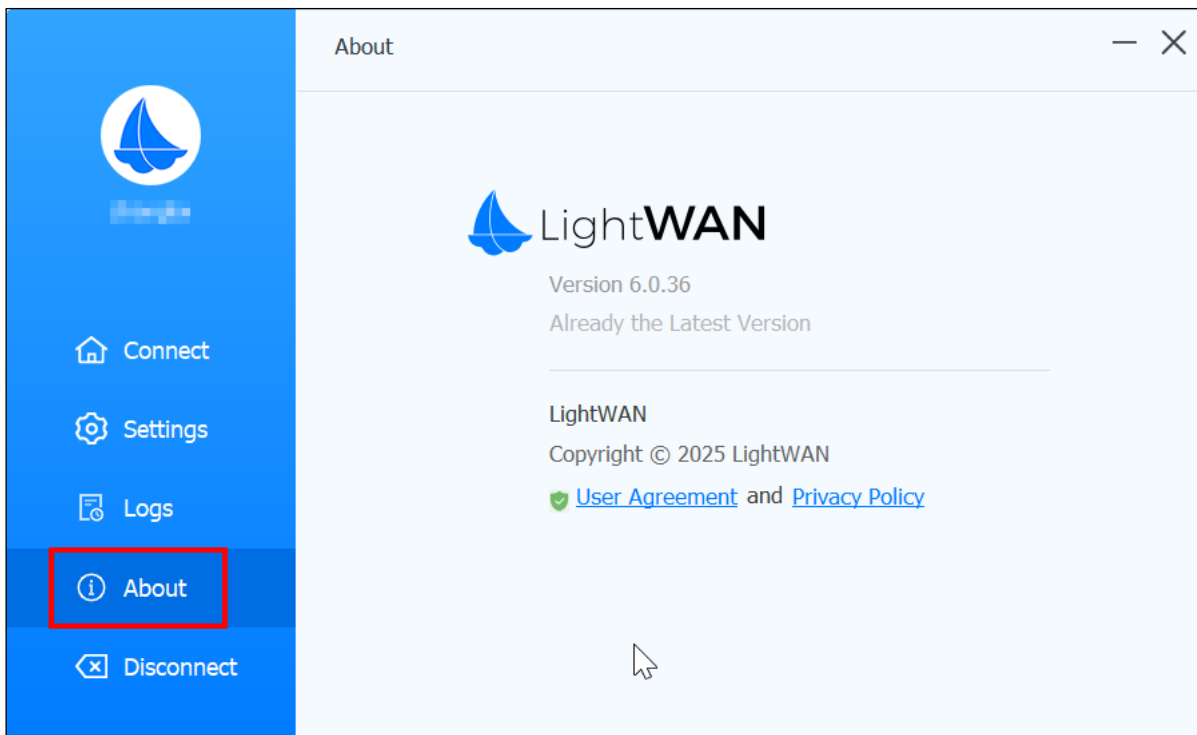 About
Connect
Settings
Logs
About
Disconnect
LightWAN
Version 6.0.36
Already the Latest Version
LightWAN
Copyright © 2025 LightWAN
User Agreement and Privacy Policy